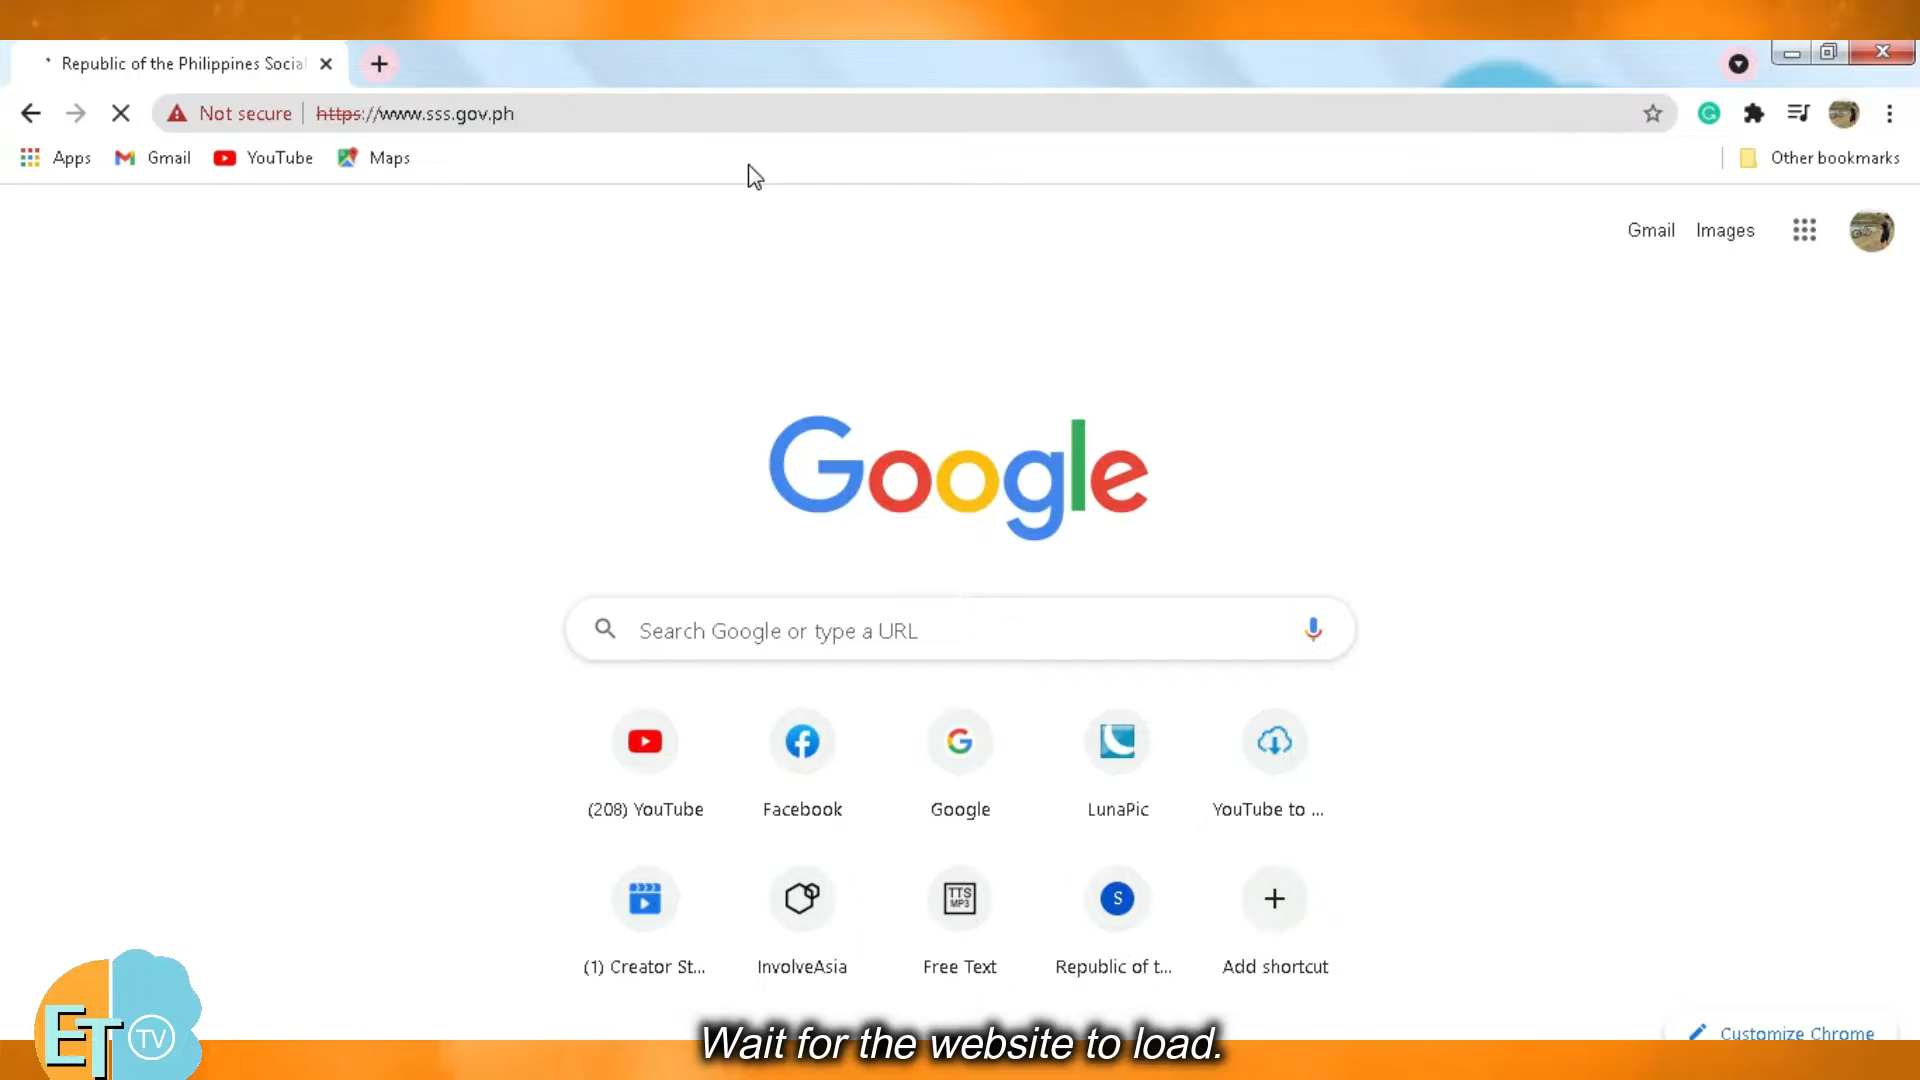 Republic of the Philippines Social
Not secure https://www.sss.gov.ph
Apps Gmail YouTube Maps Other bookmarks
Gmail Images
Google
Search Google or type a URL
(208) YouTube Facebook Google LunaPic YouTube to ...
TTS
MP3
S
(1) Creator St... InvolveAsia Free Text Republic of t... Add shortcut
Customize Chrome
ET TV
Wait for the website to load.